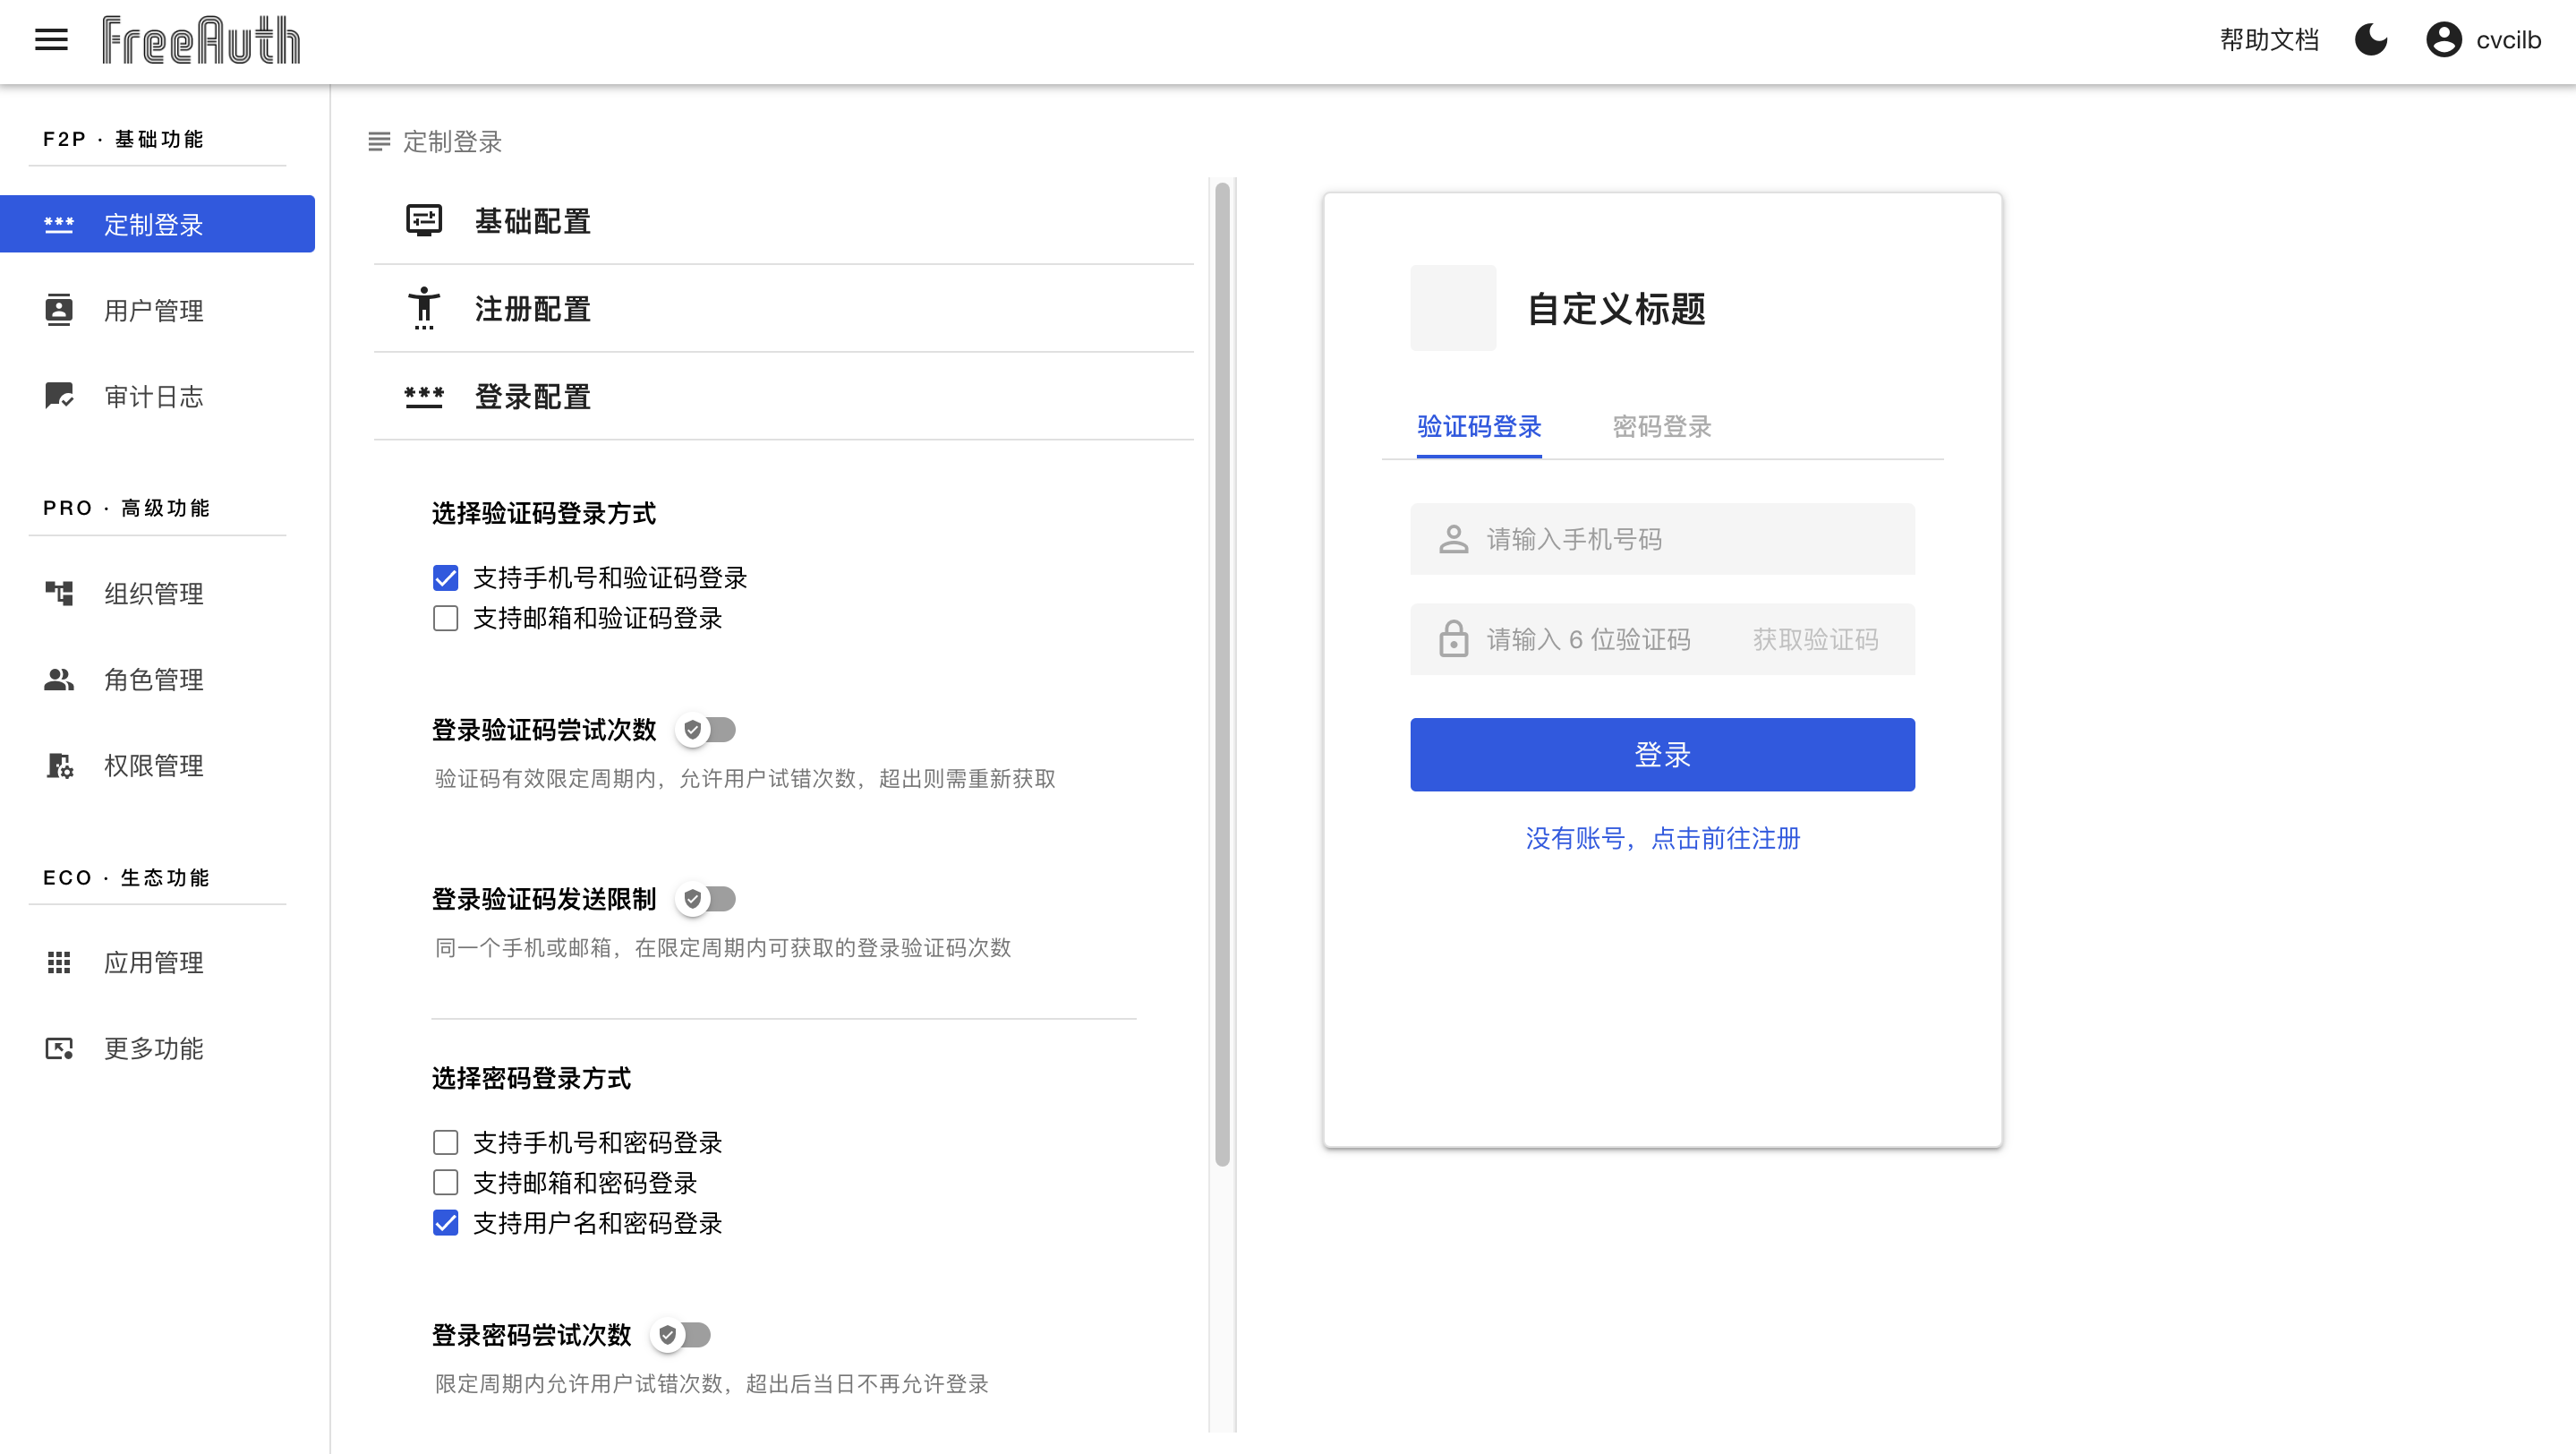 FreeAuth
帮助文档
cvcilb
F2P · 基础功能
定制登录
用户管理
审计日志
PRO · 高级功能
组织管理
角色管理
权限管理
ECO · 生态功能
应用管理
更多功能
定制登录
基础配置
注册配置
登录配置
选择验证码登录方式
支持手机号和验证码登录
支持邮箱和验证码登录
登录验证码尝试次数
验证码有效限定周期内，允许用户试错次数，超出则需重新获取
登录验证码发送限制
同一个手机或邮箱，在限定周期内可获取的登录验证码次数
选择密码登录方式
支持手机号和密码登录
支持邮箱和密码登录
支持用户名和密码登录
登录密码尝试次数
限定周期内允许用户试错次数，超出后当日不再允许登录
自定义标题
验证码登录 密码登录
请输入手机号码
请输入 6 位验证码 获取验证码
登录
没有账号，点击前往注册